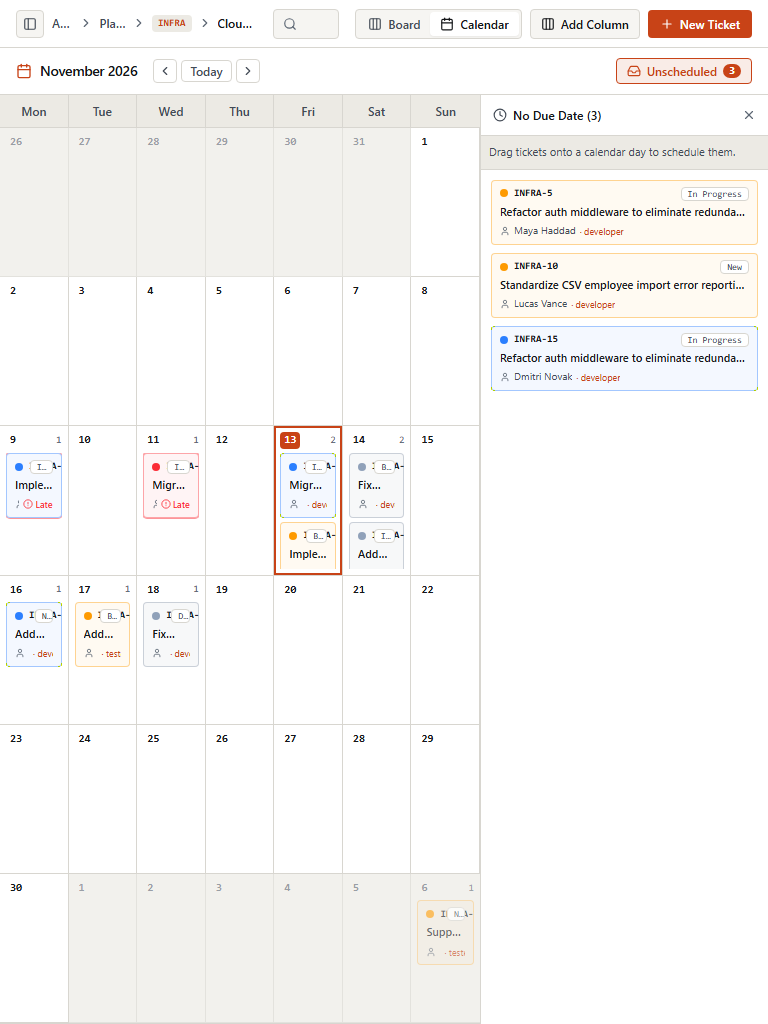 A... > Pla... > INFRA > Clou...
Board
Calendar
Add Column
New Ticket
November 2026
Today
Unscheduled 3
Mon Tue Wed Thu Fri Sat Sun
26 27 28 29 30 31 1
2 3 4 5 6 7 8
9 1 10 11 1 12 13 2 14 2 15
I... I... I... B...
Imple... Migr... Migr... Fix...
Late Late · dev · dev
B... I...
Imple... Add...
16 1 17 1 18 1 19 20 21 22
N... B... D...
Add... Add... Fix...
· dev · test · dev
23 24 25 26 27 28 29
30 1 2 3 4 5 6 1
N...
Supp...
· test
No Due Date (3)
Drag tickets onto a calendar day to schedule them.
INFRA-5 In Progress
Refactor auth middleware to eliminate redunda...
Maya Haddad · developer
INFRA-10 New
Standardize CSV employee import error reporti...
Lucas Vance · developer
INFRA-15 In Progress
Refactor auth middleware to eliminate redunda...
Dmitri Novak · developer